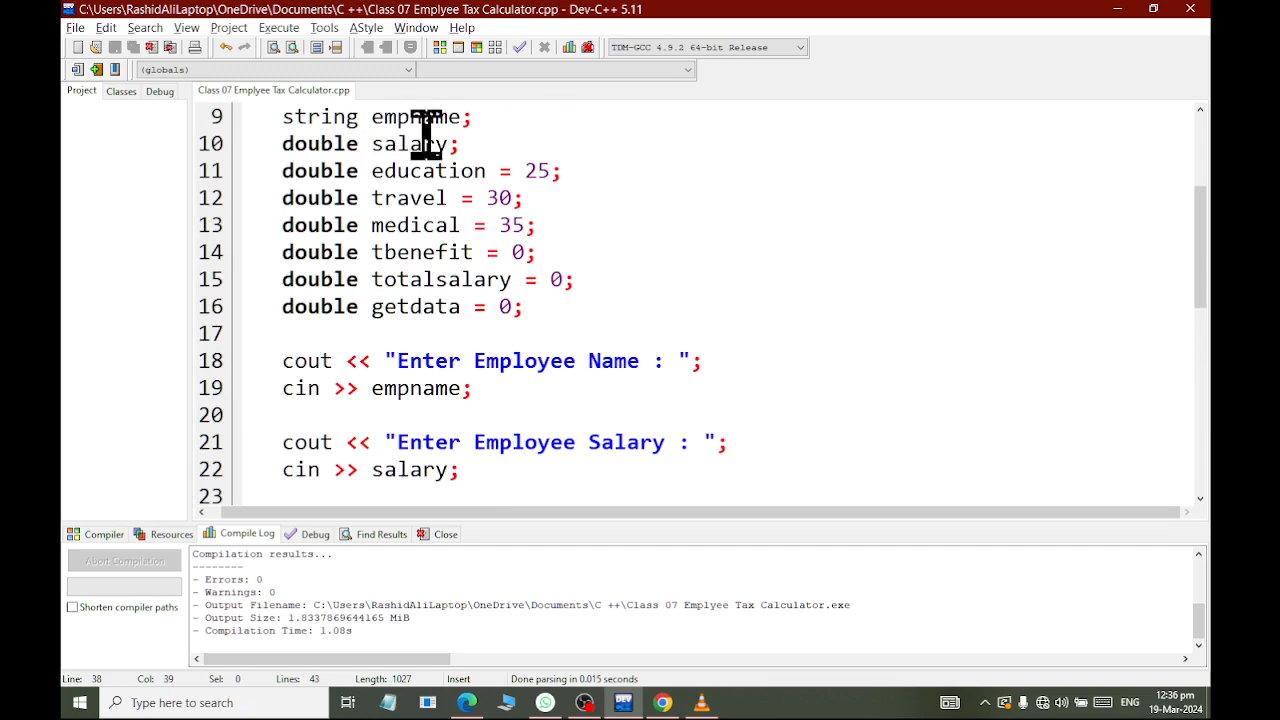 C:\Users\RashidAliLaptop\OneDrive\Documents\C ++\Class 07 Emplyee Tax Calculator.cpp - Dev-C++ 5.11
File Edit Search View Project Execute Tools AStyle Window Help
TDM-GCC 4.9.2 64-bit Release
(globals)
Project Classes Debug Class 07 Emplyee Tax Calculator.cpp
9 string empname;
10 double salary;
11 double education = 25;
12 double travel = 30;
13 double medical = 35;
14 double tbenefit = 0;
15 double totalsalary = 0;
16 double getdata = 0;
17
18 cout << "Enter Employee Name : ";
19 cin >> empname;
20
21 cout << "Enter Employee Salary : ";
22 cin >> salary;
23
Compiler Resources Compile Log Debug Find Results Close
Abort Compilation
Shorten compiler paths
Compilation results...
--------
- Errors: 0
- Warnings: 0
- Output Filename: C:\Users\RashidAliLaptop\OneDrive\Documents\C ++\Class 07 Emplyee Tax Calculator.exe
- Output Size: 1.8337869644165 MiB
- Compilation Time: 1.08s
Line: 38 Col: 39 Sel: 0 Lines: 43 Length: 1027 Insert Done parsing in 0.015 seconds
Type here to search
ENG
12:36 pm
19-Mar-2024